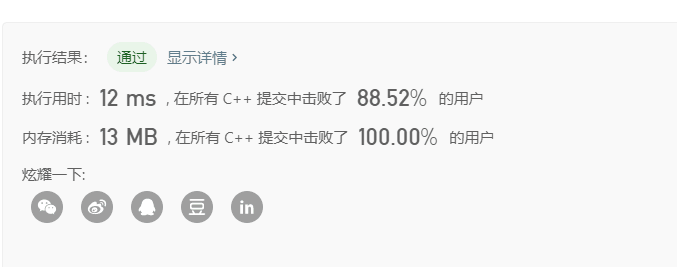 执行结果： 通过 显示详情 ›
执行用时 : 12 ms , 在所有 C++ 提交中击败了 88.52% 的用户
内存消耗 : 13 MB , 在所有 C++ 提交中击败了 100.00% 的用户
炫耀一下:
豆 in